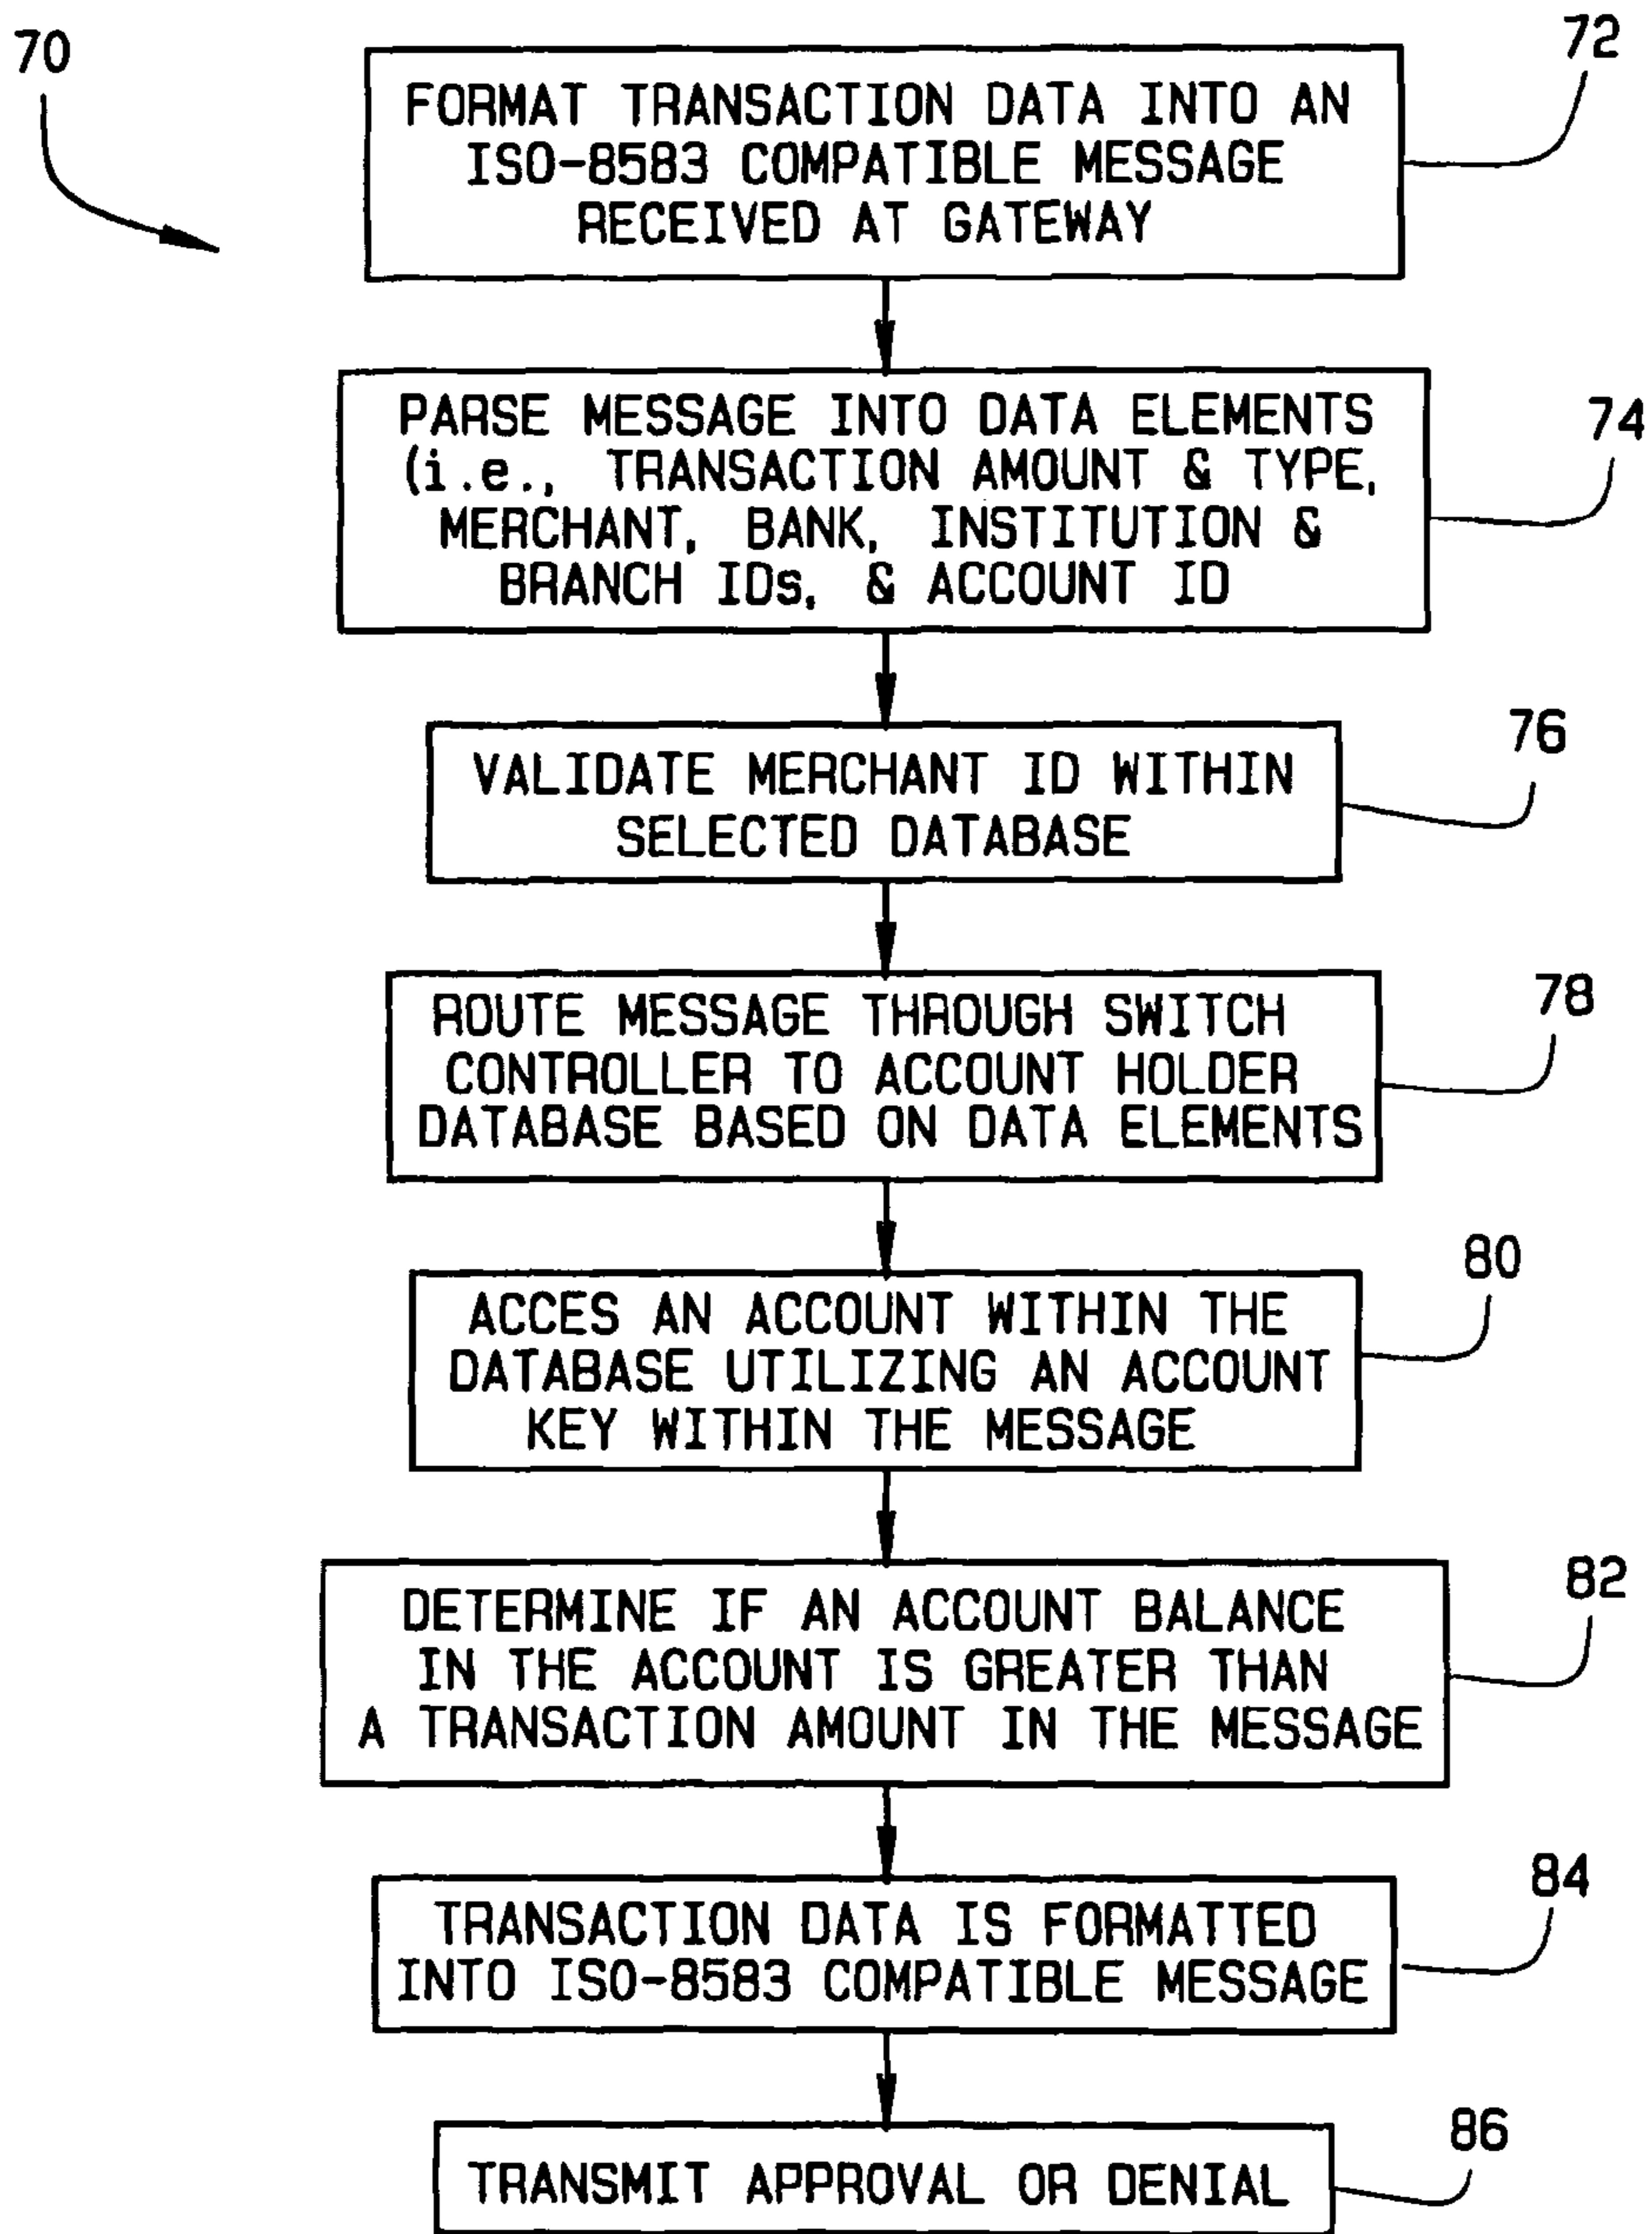 70
72
FORMAT TRANSACTION DATA INTO AN
ISO-8583 COMPATIBLE MESSAGE
RECEIVED AT GATEWAY
74
PARSE MESSAGE INTO DATA ELEMENTS
(i.e., TRANSACTION AMOUNT & TYPE,
MERCHANT, BANK, INSTITUTION &
BRANCH IDs, & ACCOUNT ID
76
VALIDATE MERCHANT ID WITHIN
SELECTED DATABASE
78
ROUTE MESSAGE THROUGH SWITCH
CONTROLLER TO ACCOUNT HOLDER
DATABASE BASED ON DATA ELEMENTS
80
ACCES AN ACCOUNT WITHIN THE
DATABASE UTILIZING AN ACCOUNT
KEY WITHIN THE MESSAGE
82
DETERMINE IF AN ACCOUNT BALANCE
IN THE ACCOUNT IS GREATER THAN
A TRANSACTION AMOUNT IN THE MESSAGE
84
TRANSACTION DATA IS FORMATTED
INTO ISO-8583 COMPATIBLE MESSAGE
86
TRANSMIT APPROVAL OR DENIAL